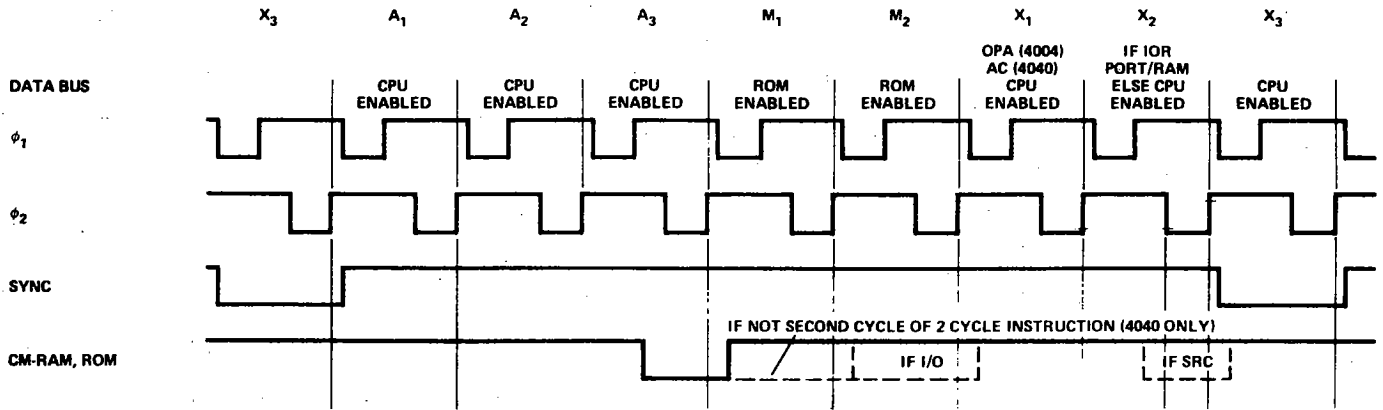 X3 A1 A2 A3 M1 M2 X1 X2 X3
OPA (4004) IF IOR
AC (4040) PORT/RAM
DATA BUS CPU CPU CPU ROM ROM CPU ELSE CPU CPU
ENABLED ENABLED ENABLED ENABLED ENABLED ENABLED ENABLED ENABLED
φ1
φ2
SYNC
IF NOT SECOND CYCLE OF 2 CYCLE INSTRUCTION (4040 ONLY)
CM-RAM, ROM IF I/O IF SRC